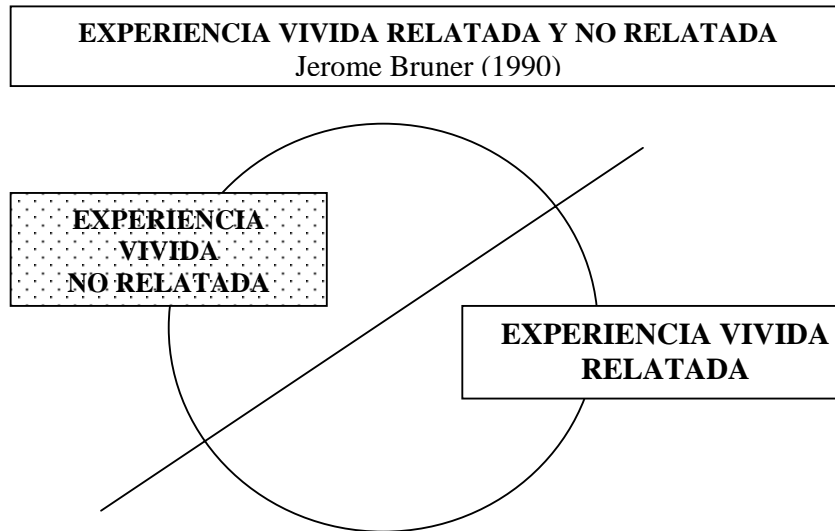 EXPERIENCIA VIVIDA RELATADA Y NO RELATADA
Jerome Bruner (1990)
EXPERIENCIA
VIVIDA
NO RELATADA
EXPERIENCIA VIVIDA
RELATADA